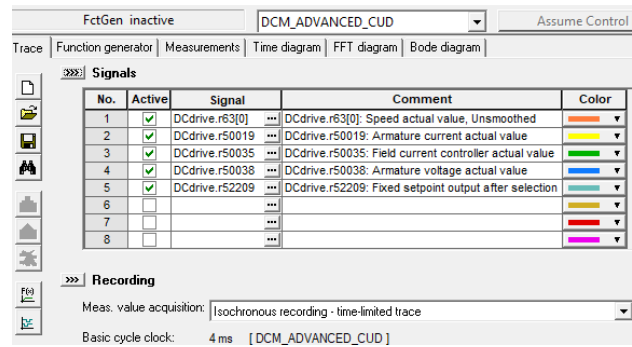 FctGen inactive DCM_ADVANCED_CUD Assume Control
Trace Function generator Measurements Time diagram FFT diagram Bode diagram
Signals
No. Active Signal Comment Color
1 DCdrive.r63[0] ... DCdrive.r63[0]: Speed actual value, Unsmoothed
2 DCdrive.r50019 ... DCdrive.r50019: Armature current actual value
3 DCdrive.r50035 ... DCdrive.r50035: Field current controller actual value
4 DCdrive.r50038 ... DCdrive.r50038: Armature voltage actual value
5 DCdrive.r52209 ... DCdrive.r52209: Fixed setpoint output after selection
6 ...
7 ...
8 ...
Recording
Meas. value acquisition: Isochronous recording - time-limited trace
Basic cycle clock: 4 ms [ DCM_ADVANCED_CUD ]